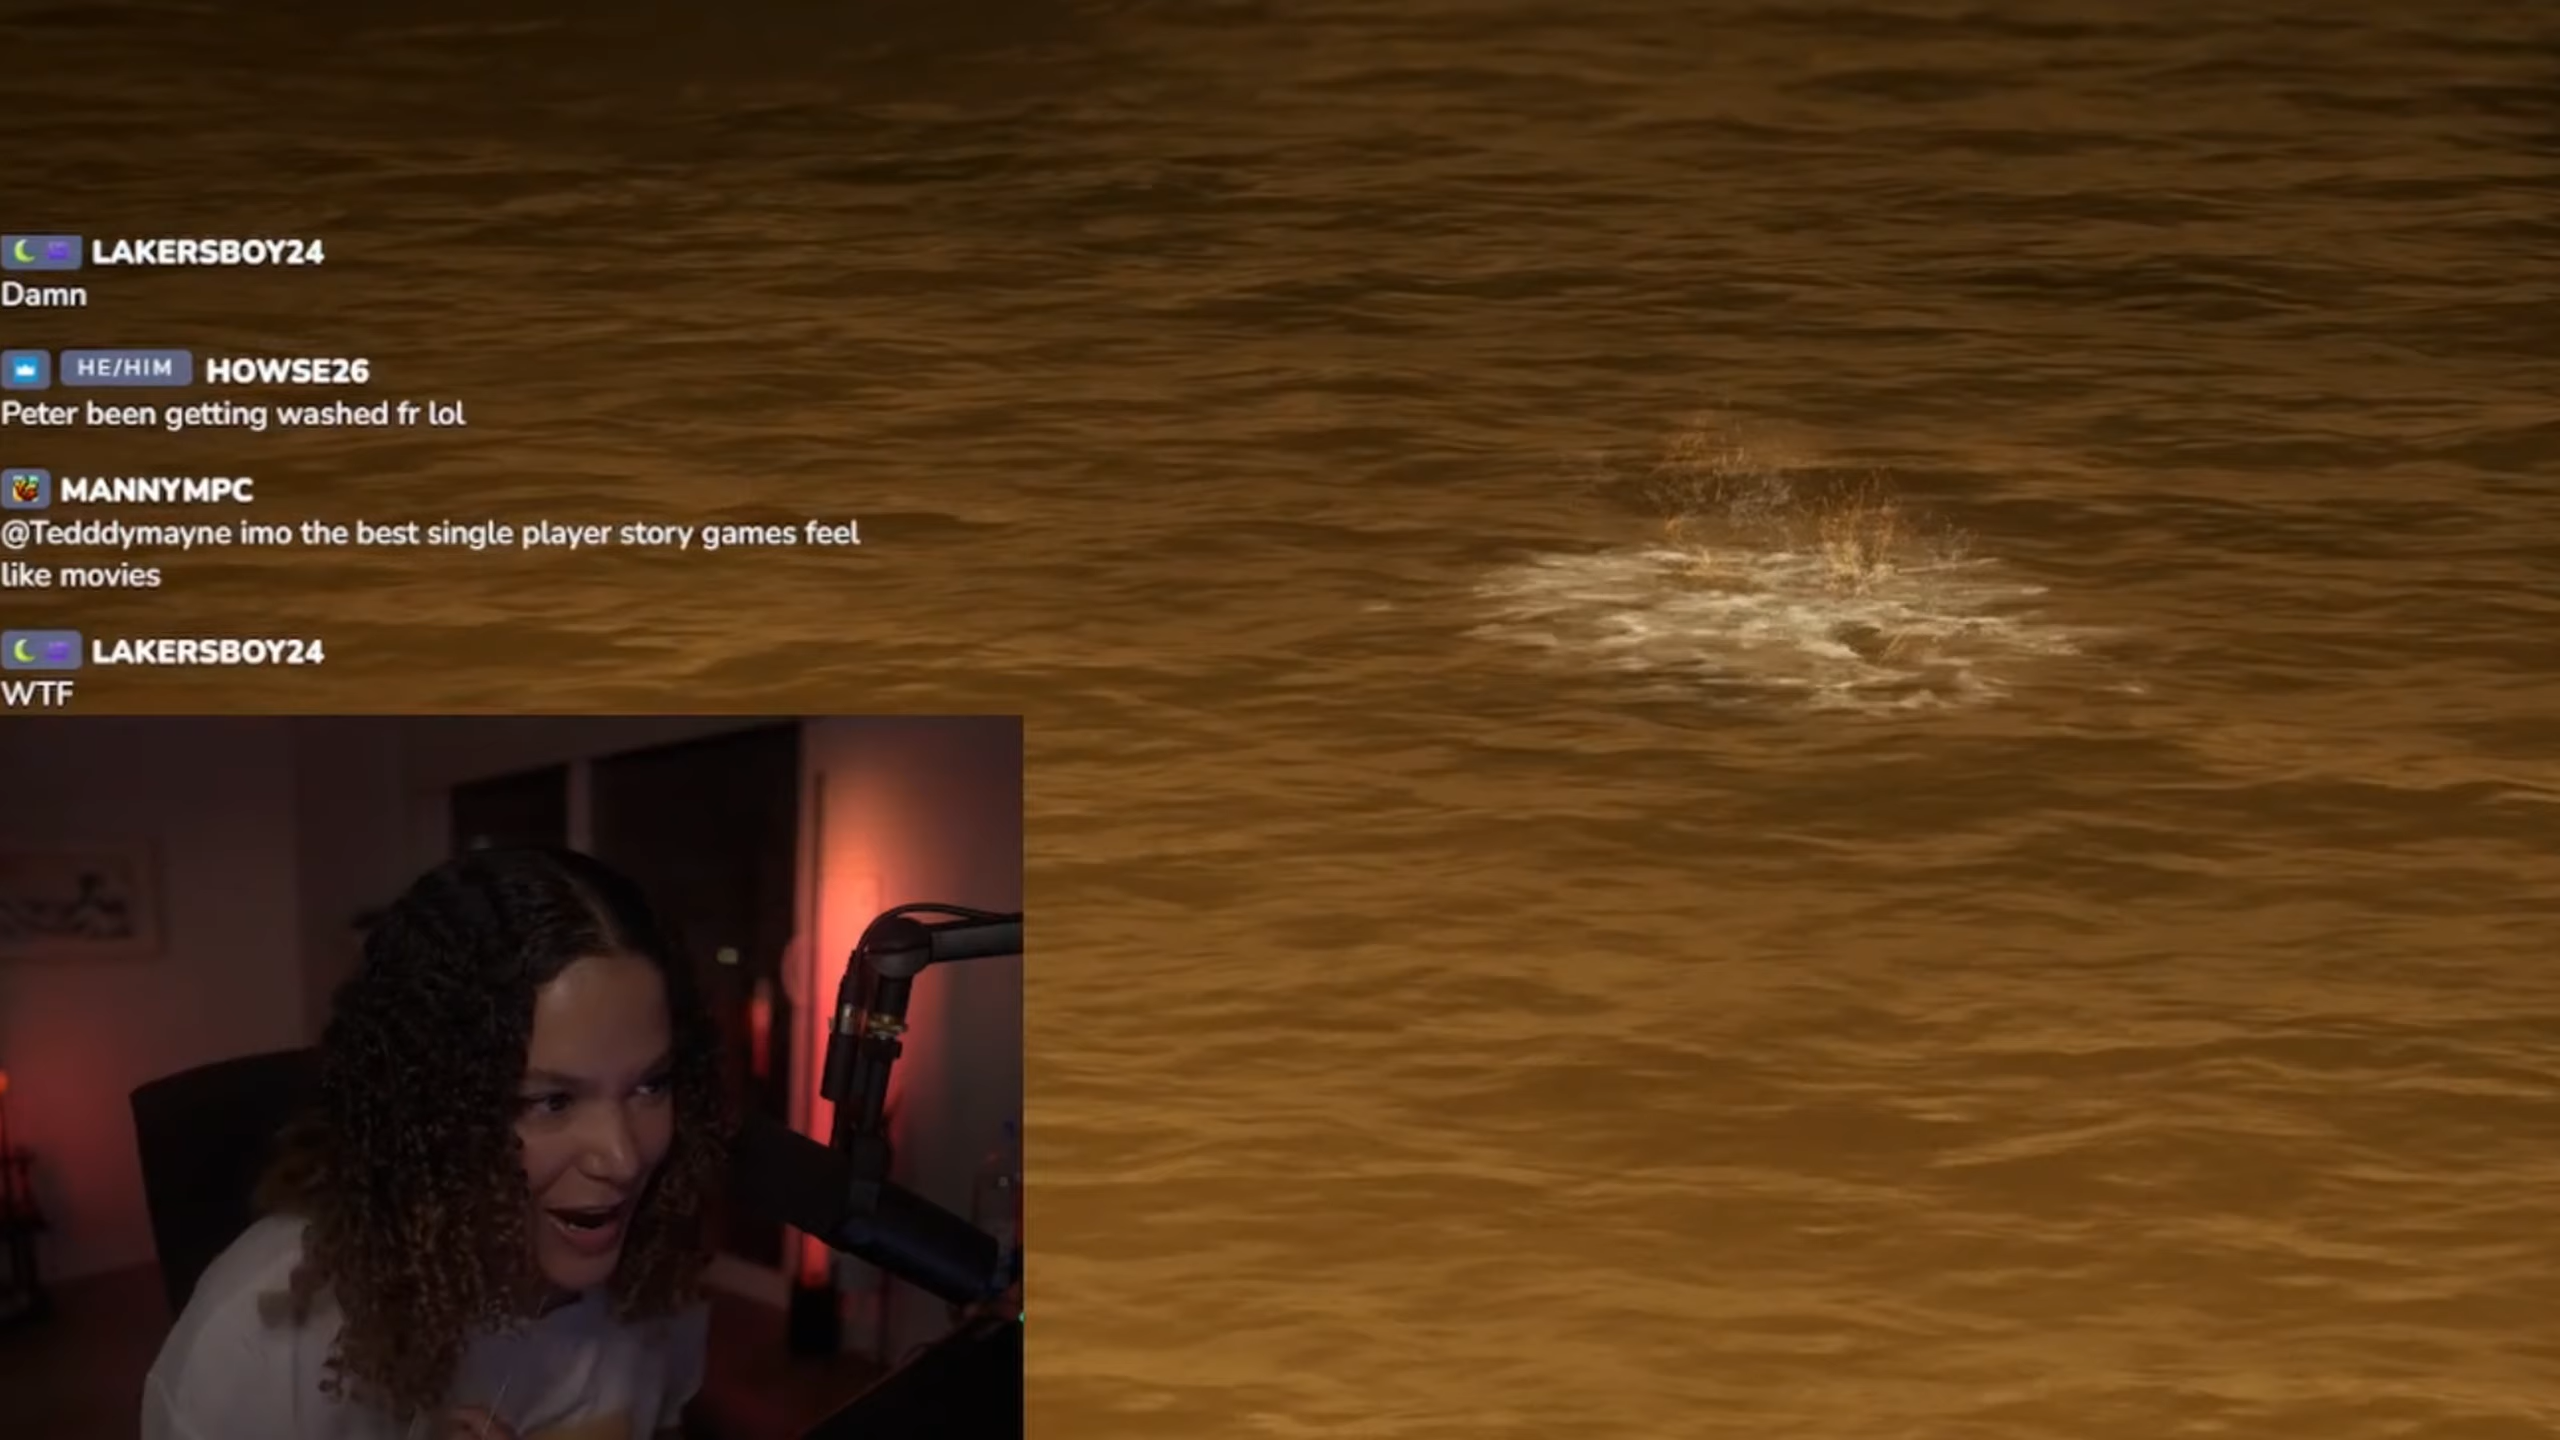 LAKERSBOY24
Damn
HE/HIM HOWSE26
Peter been getting washed fr lol
MANNYMPC
@Tedddymayne imo the best single player story games feel
like movies
LAKERSBOY24
WTF